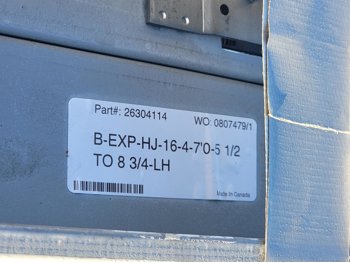 Part#: 26304114 WO: 0807479/1
B-EXP-HJ-16-4-7'0-5 1/2
TO 8 3/4-LH
Made In Canada